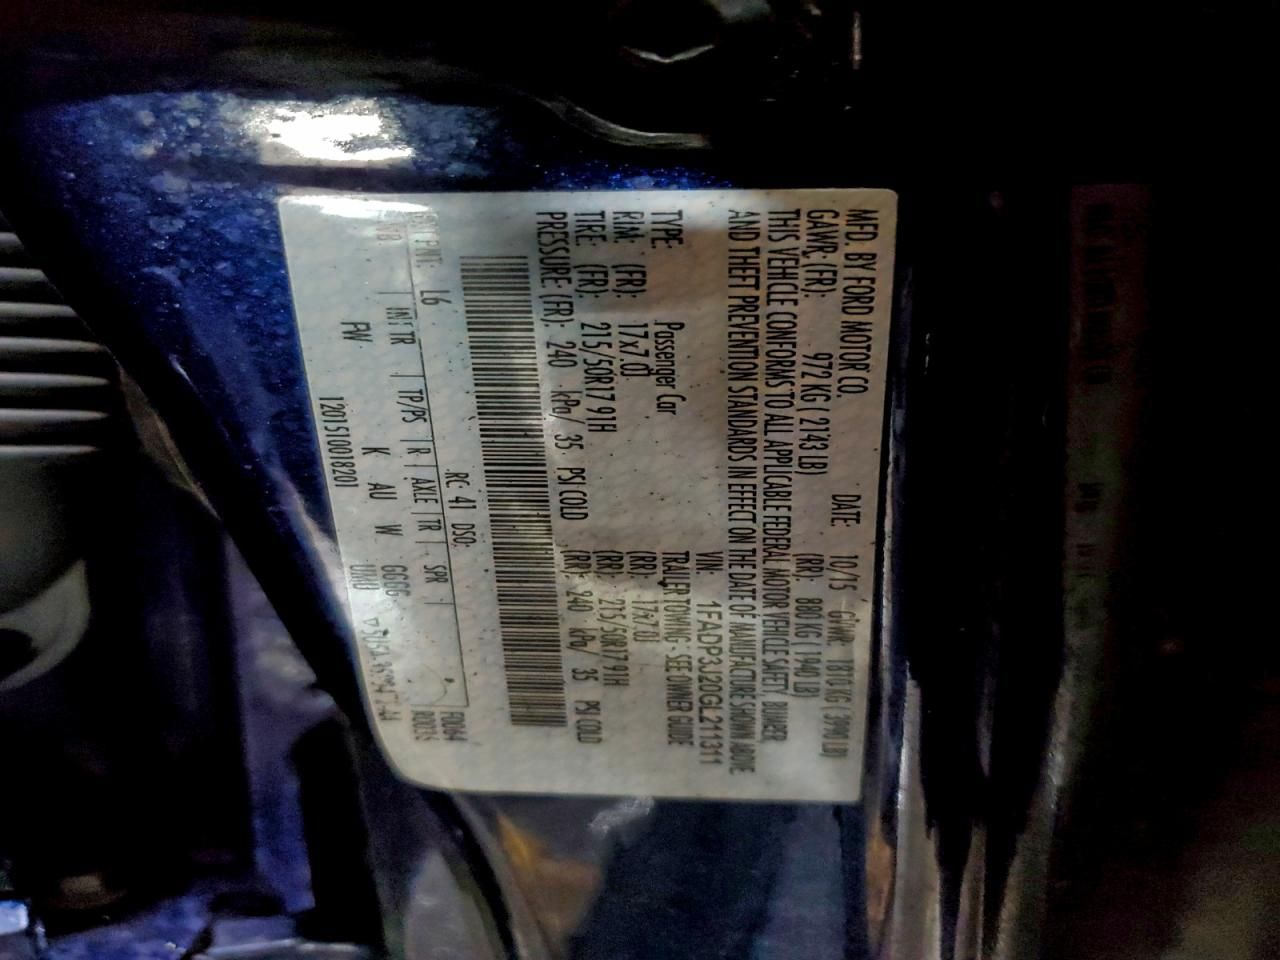 MFD. BY FORD MOTOR CO. DATE: 10/15 GVWR: 1810 KG ( 3990 LB)
GAWR: (FR): 972 KG ( 2143 LB) (RR): 880 KG ( 1940 LB)
THIS VEHICLE CONFORMS TO ALL APPLICABLE FEDERAL MOTOR VEHICLE SAFETY, BUMPER,
AND THEFT PREVENTION STANDARDS IN EFFECT ON THE DATE OF MANUFACTURE SHOWN ABOVE
VIN: 1FADP3J20GL211311
TYPE: Passenger Car TRAILER TOWING - SEE OWNER GUIDE
RIM: (FR): 17x7.0J (RR): 17x7.0J
TIRE: (FR): 215/50R17 91H (RR): 215/50R17 91H
PRESSURE: (FR): 240 kPa/ 35 PSI COLD (RR): 240 kPa/ 35 PSI COLD
F0064
EXT PNT: L6 RC: 41 DSO:
INT TR TP/PS R AXLE TR SPR
FW K AU W GGGG
1201510018201